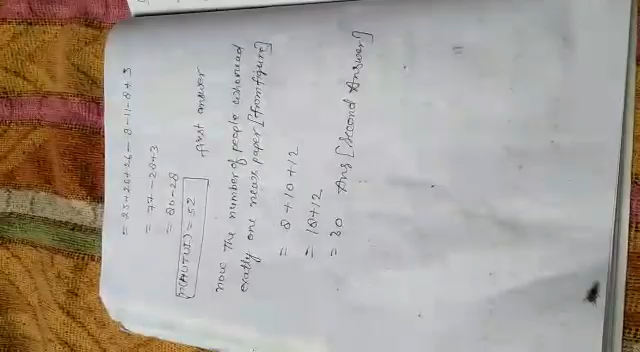 = 25+26+26-9-11-8+3
= 77-28+3
= 80-28
n(HUTUI) = 52 first answer
now The number of people who read
exatly one news paper [from figure]
= 8+10+12
= 18+12
= 30 Ans [Second Answer]